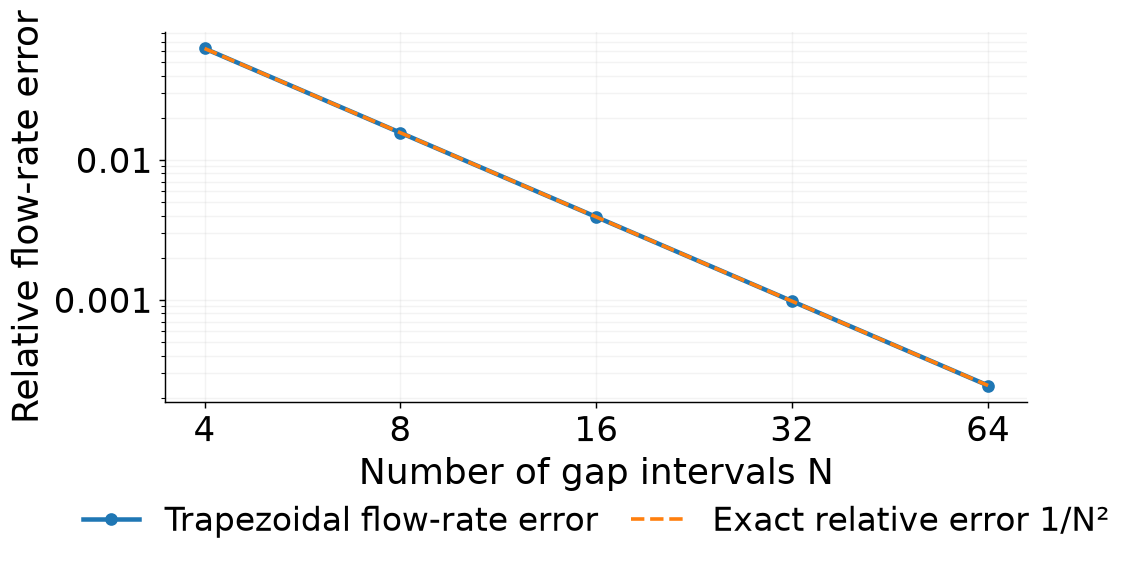 Relative flow-rate error
0.01
0.001
4 8 16 32 64
Number of gap intervals N
Trapezoidal flow-rate error Exact relative error 1/N²